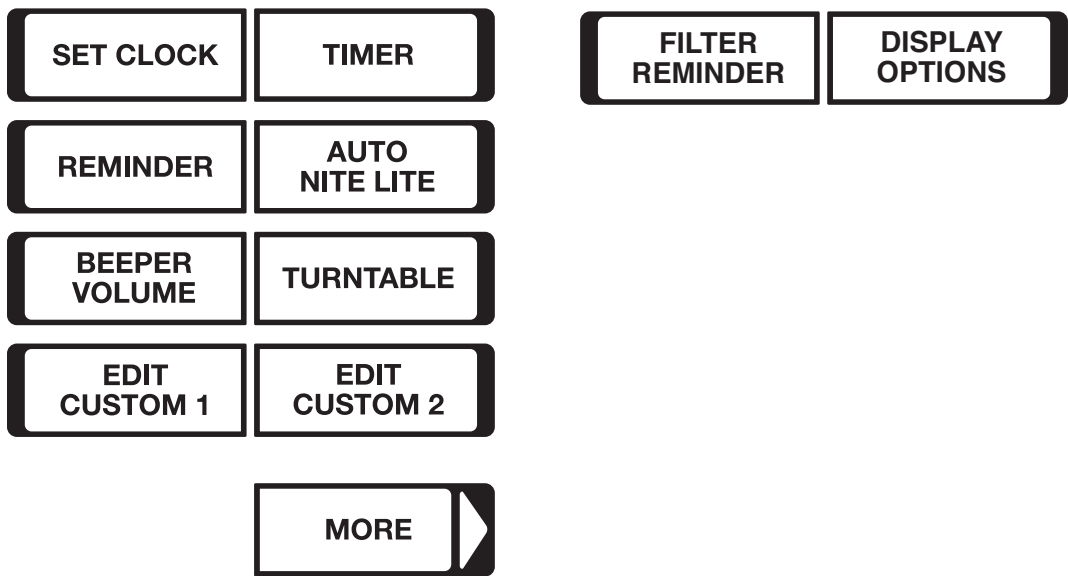 SET CLOCK
TIMER
REMINDER
AUTO
NITE LITE
BEEPER
VOLUME
TURNTABLE
EDIT
CUSTOM 1
EDIT
CUSTOM 2
MORE
FILTER
REMINDER
DISPLAY
OPTIONS